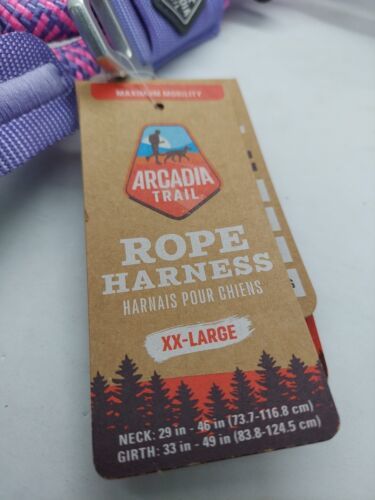 MAXIMUM MOBILITY
ARCADIA
TRAIL
ROPE
HARNESS
HARNAIS POUR CHIENS
XX-LARGE
NECK: 29 in - 46 in (73.7-116.8 cm)
GIRTH: 33 in - 49 in (83.8-124.5 cm)